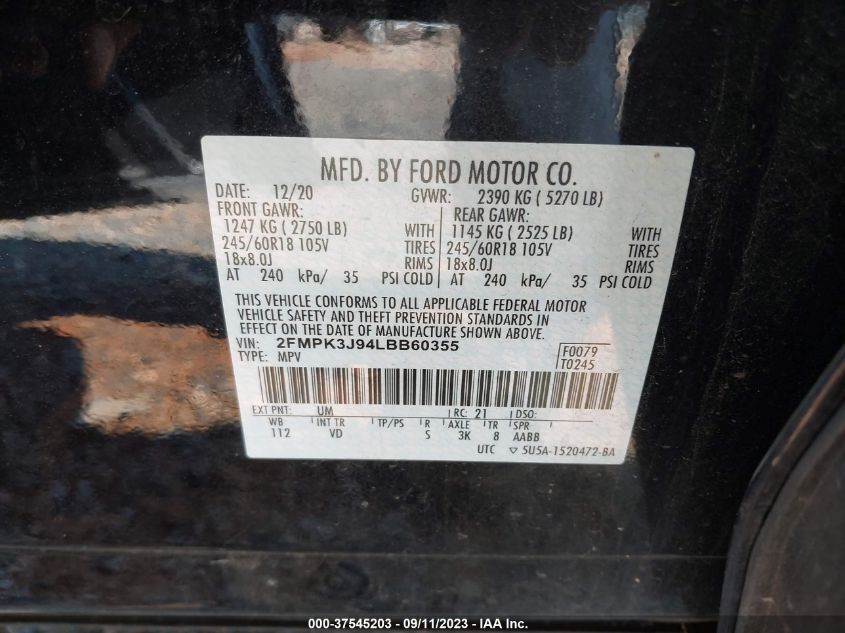 MFD. BY FORD MOTOR CO.
DATE: 12/20 GVWR: 2390 KG ( 5270 LB)
FRONT GAWR: REAR GAWR:
1247 KG ( 2750 LB) WITH 1145 KG ( 2525 LB) WITH
245/60R18 105V TIRES 245/60R18 105V TIRES
18x8.0J RIMS 18x8.0J RIMS
AT 240 kPa/ 35 PSI COLD AT 240 kPa/ 35 PSI COLD
THIS VEHICLE CONFORMS TO ALL APPLICABLE FEDERAL MOTOR
VEHICLE SAFETY AND THEFT PREVENTION STANDARDS IN
EFFECT ON THE DATE OF MANUFACTURE SHOWN ABOVE.
VIN: 2FMPK3J94LBB60355 F0079
TYPE: MPV T0245
EXT PNT: UM RC: 21 DSO:
WB INT TR TP/PS R AXLE TR SPR
112 VD S 3K 8 AABB
UTC ▽ 5U5A-1520472-BA
000-37545203 - 09/11/2023 - IAA Inc.